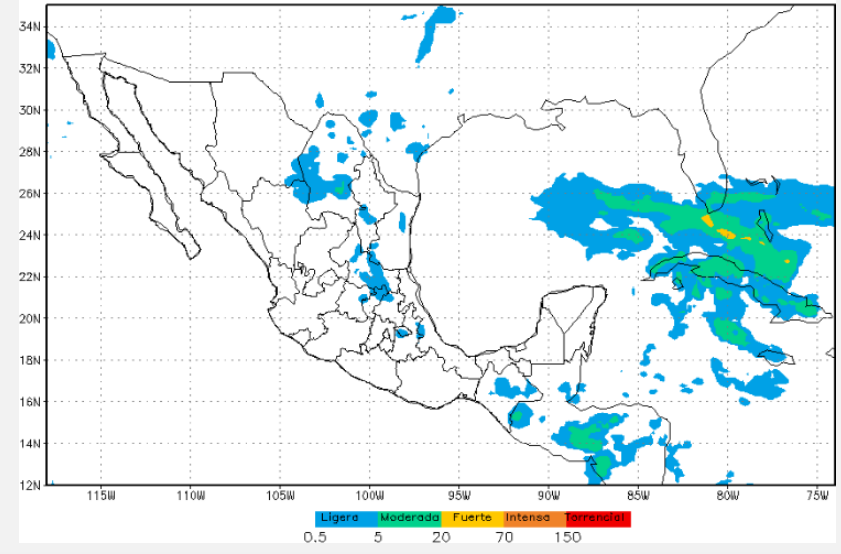 34N
32N
30N
28N
26N
24N
22N
20N
18N
16N
14N
12N
115W 110W 105W 100W 95W 90W 85W 80W 75W
Ligera Moderada Fuerte Intensa Torrencial
0.5 5 20 70 150